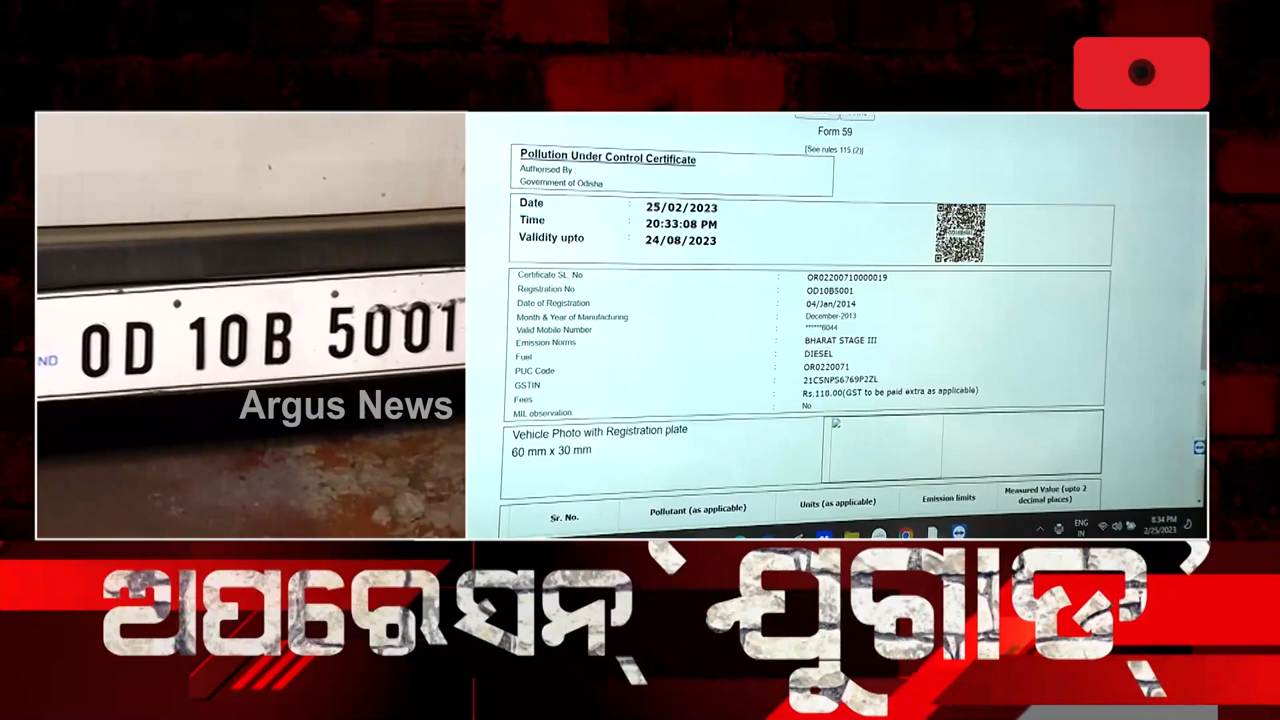 Form 59
[See rules 115 (2)]
Pollution Under Control Certificate
Authorised By :
Government of Odisha
Date : 25/02/2023
Time : 20:33:08 PM
Validity upto : 24/08/2023
Certificate SL. No. : OR02200710000019
Registration No : OD10B5001
Date of Registration : 04/Jan/2014
Month & Year of Manufacturing : December-2013
Valid Mobile Number : ******6044
Emission Norms : BHARAT STAGE III
Fuel : DIESEL
PUC Code : OR0220071
GSTIN : 21CSNPS6769P2ZL
Fees : Rs.118.00(GST to be paid extra as applicable)
MIL observation : No
Vehicle Photo with Registration plate
60 mm x 30 mm
Sr. No. Pollutant (as applicable) Units (as applicable) Emission limits Measured Value (upto 2 decimal places)
ENG
IN
8:34 PM
2/25/2023
ND
OD 10B 5001
Argus News
ଅପରେସନ୍ 'ଯୁଗାଡ୍'